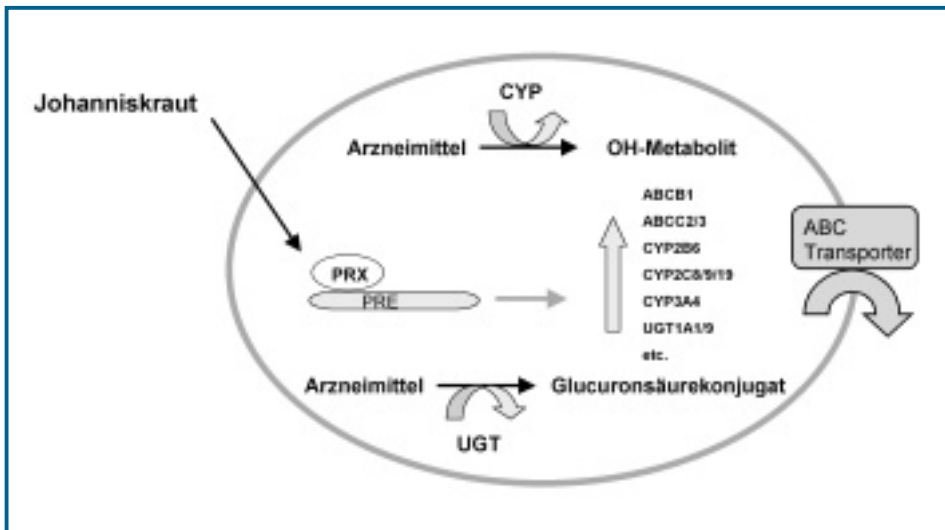 CYP
Johanniskraut
Arzneimittel
OH-Metabolit
ABCB1
ABCC2/3
CYP2B6
CYP2C8/9/19
CYP3A4
UGT1A1/9
etc.
ABC
Transporter
PRX
PRE
Arzneimittel
Glucuronsäurekonjugat
UGT